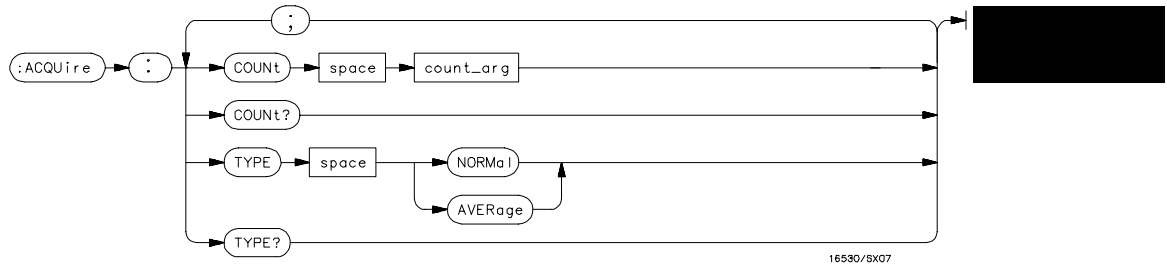 ;
:ACQUire : COUNt space count_arg
COUNt?
TYPE space NORMal
AVERage
TYPE?
16530/SX07